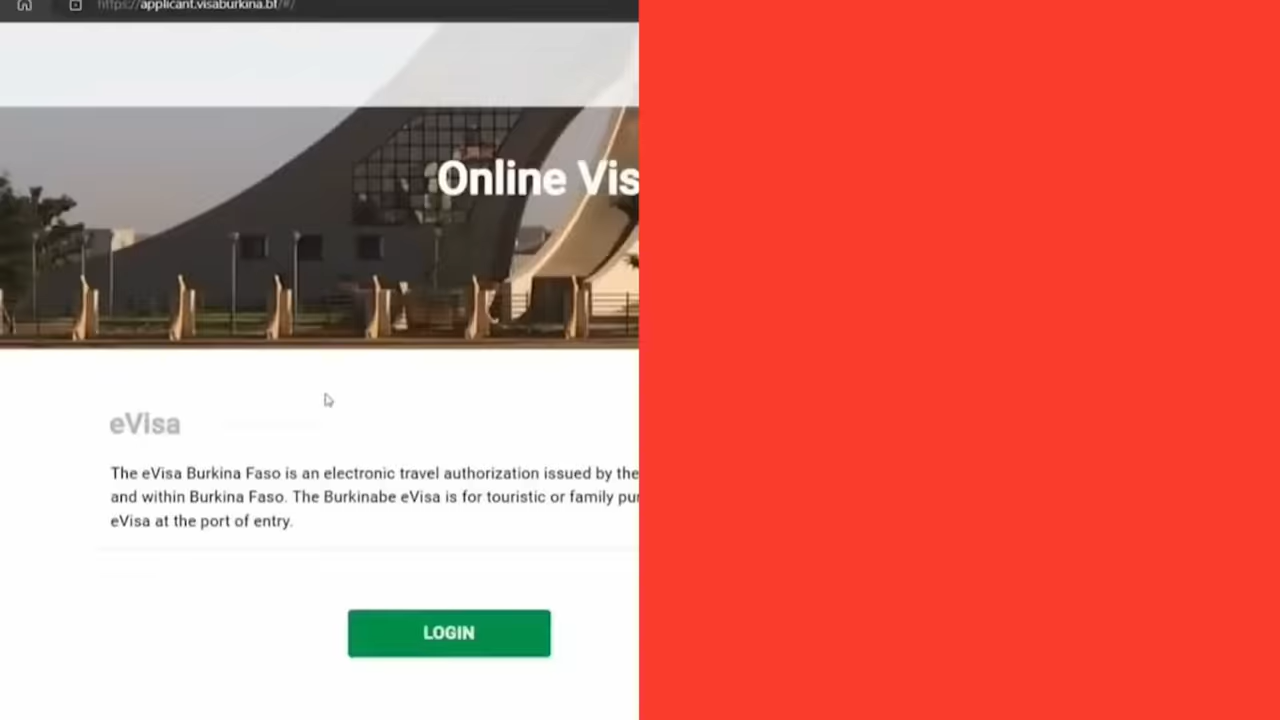 https://applicant.visaburkina.bf/#/
Online Vis
eVisa
The eVisa Burkina Faso is an electronic travel authorization issued by the
and within Burkina Faso. The Burkinabe eVisa is for touristic or family pur
eVisa at the port of entry.
LOGIN